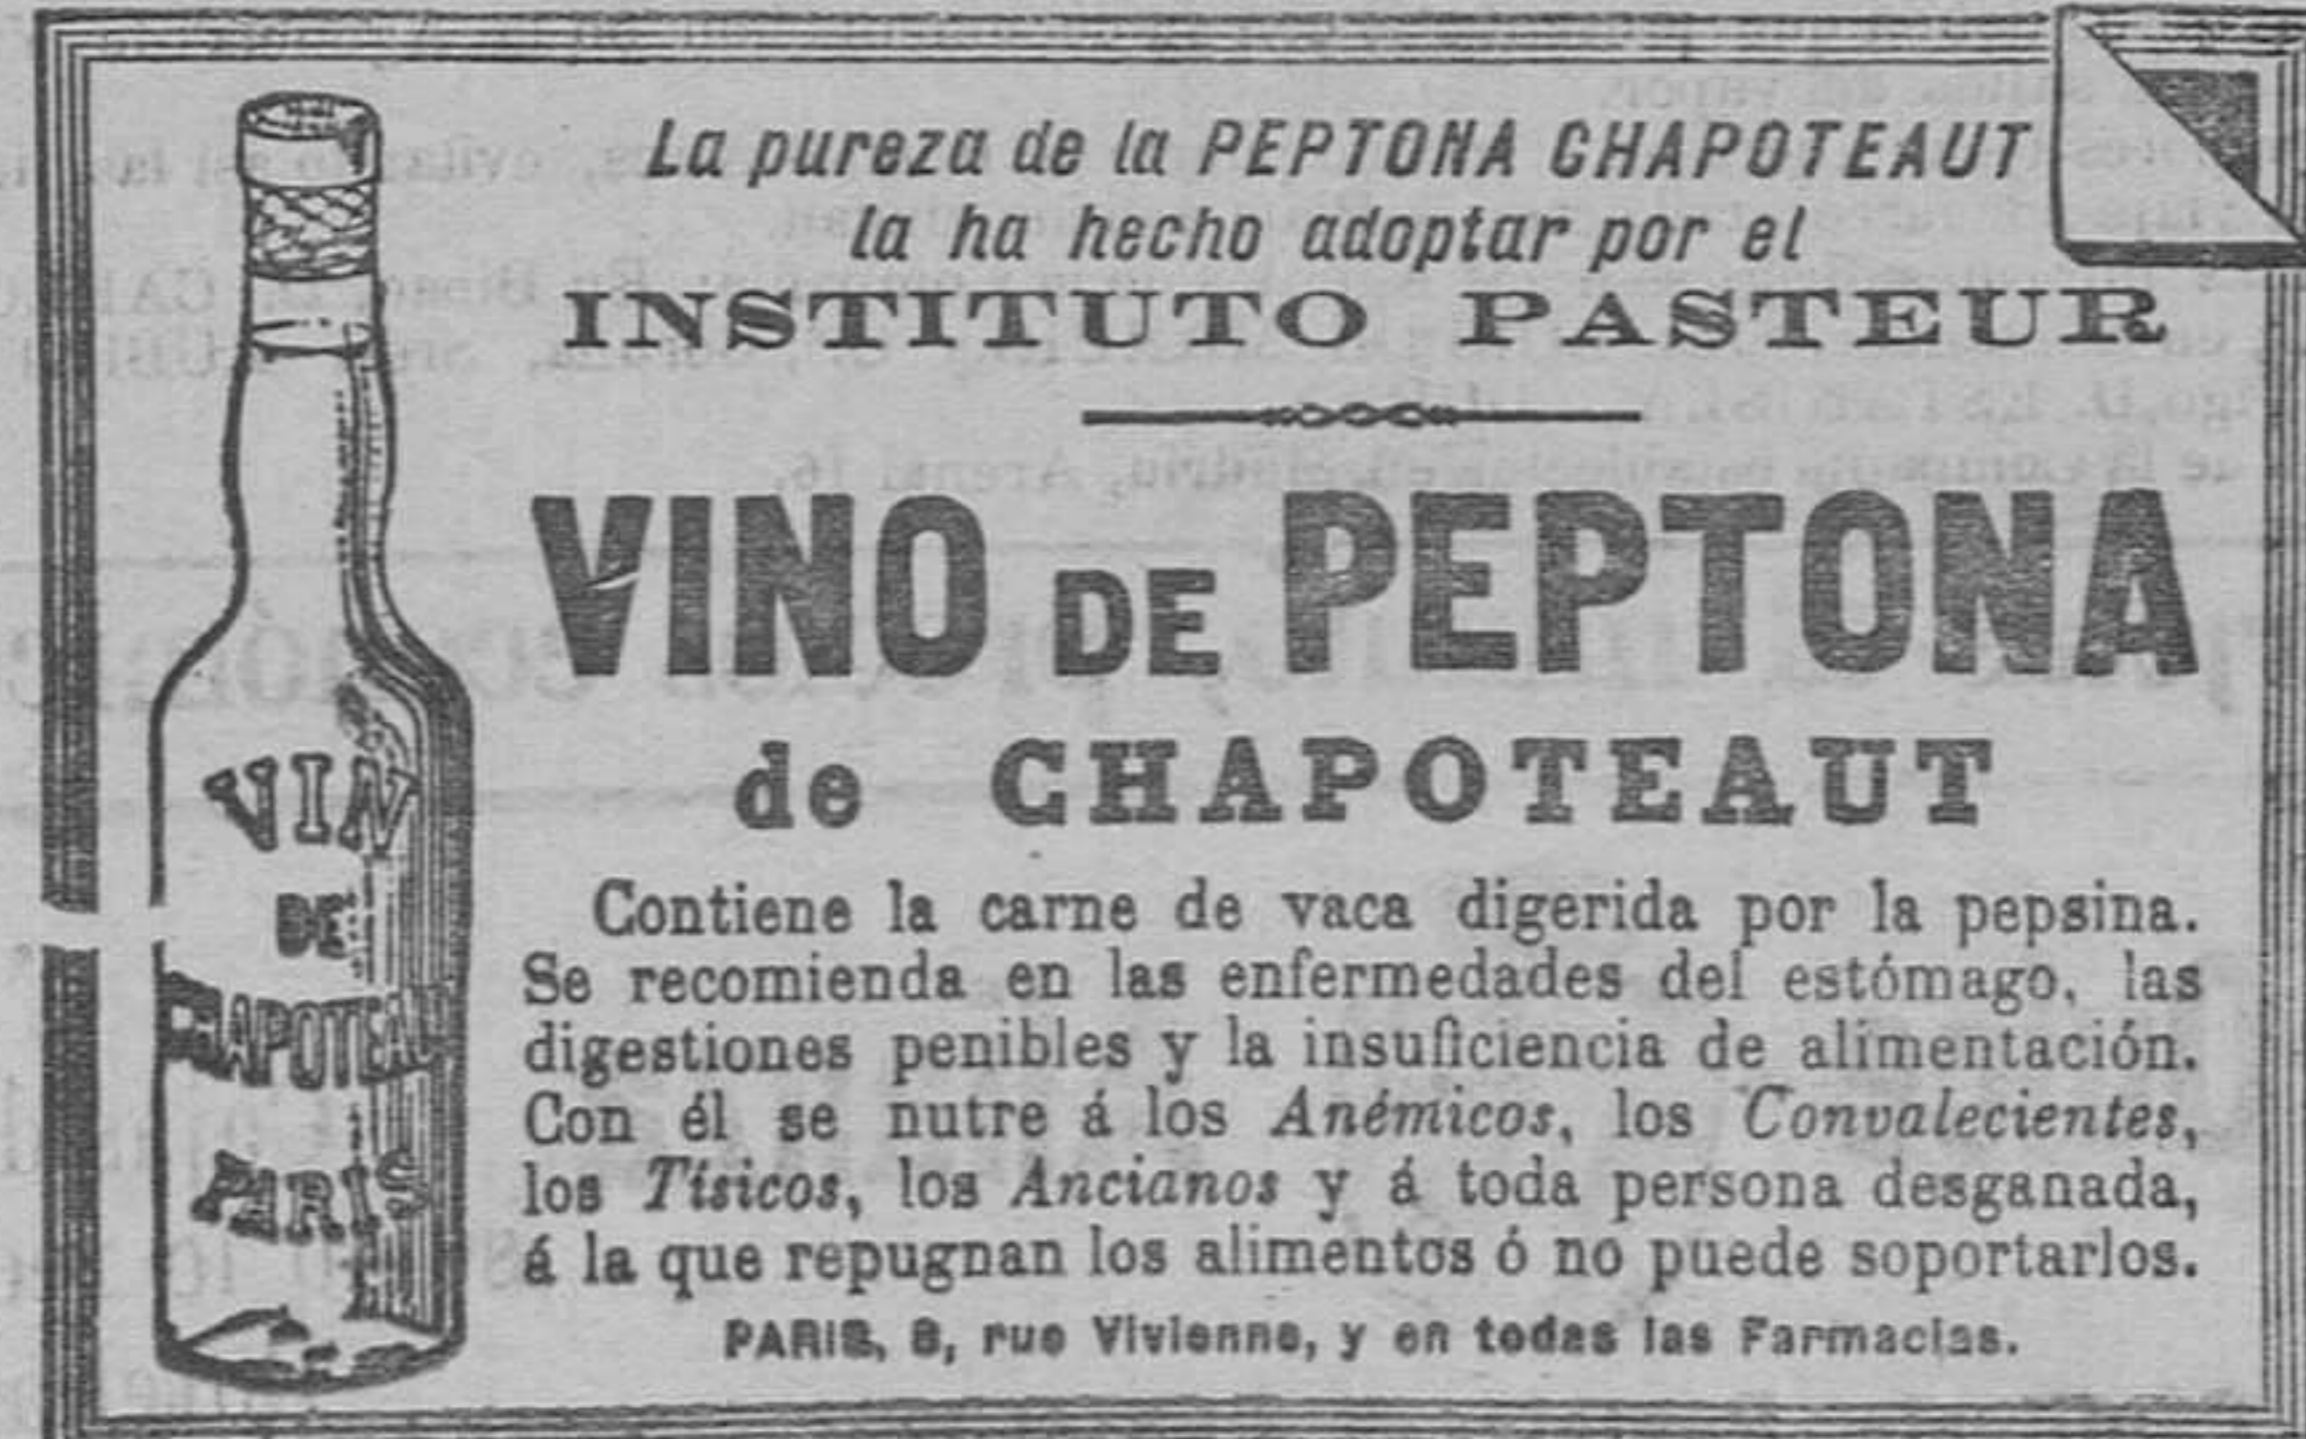 La pureza de la PEPTONA CHAPOTEAUT
la ha hecho adoptar por el
INSTITUTO PASTEUR
VINO DE PEPTONA
de CHAPOTEAUT
Contiene la carne de vaca digerida por la pepsina.
Se recomienda en las enfermedades del estómago, las
digestiones penibles y la insuficiencia de alimentación.
Con él se nutre á los Anémicos, los Convalecientes,
los Tísicos, los Ancianos y á toda persona desganada,
á la que repugnan los alimentos ó no puede soportarlos.
PARIS, 8, rue Vivienne, y en todas las Farmacias.
VIN
DE
CHAPOTEAUT
PARIS